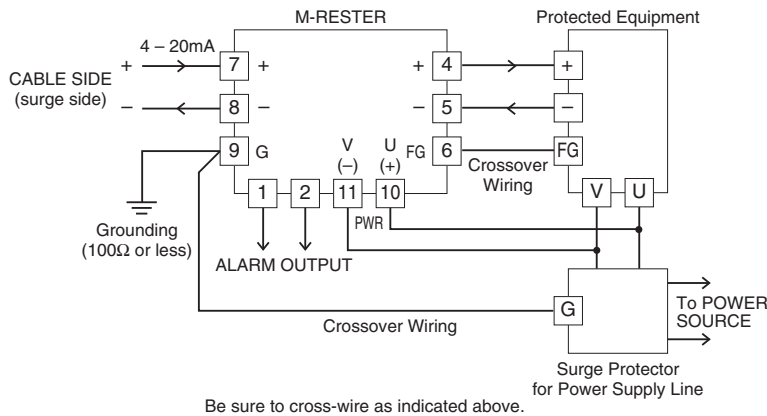 M-RESTER
Protected Equipment
4 – 20mA
CABLE SIDE
(surge side)
+
–
7
+
8
–
9
G
+
4
–
5
FG
6
+
–
FG
Crossover
Wiring
V
(–)
U
(+)
1
2
11
10
PWR
V
U
Grounding
(100Ω or less)
ALARM OUTPUT
G
To POWER
SOURCE
Crossover Wiring
Surge Protector
for Power Supply Line
Be sure to cross-wire as indicated above.